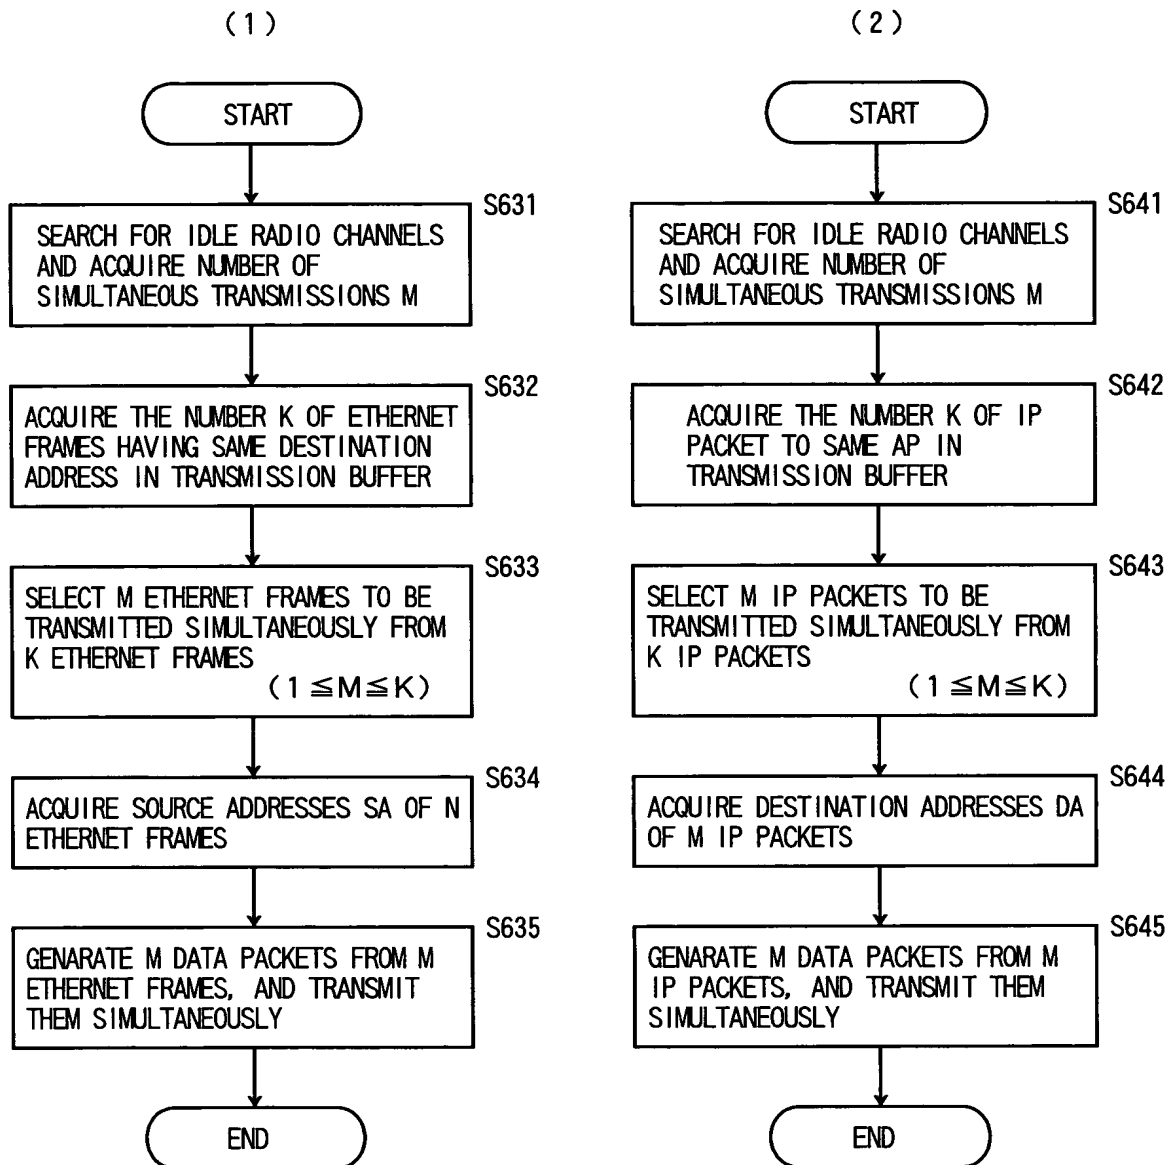 (1)
START
S631
SEARCH FOR IDLE RADIO CHANNELS
AND ACQUIRE NUMBER OF
SIMULTANEOUS TRANSMISSIONS M
S632
ACQUIRE THE NUMBER K OF ETHERNET
FRAMES HAVING SAME DESTINATION
ADDRESS IN TRANSMISSION BUFFER
S633
SELECT M ETHERNET FRAMES TO BE
TRANSMITTED SIMULTANEOUSLY FROM
K ETHERNET FRAMES
(1≦M≦K)
S634
ACQUIRE SOURCE ADDRESSES SA OF N
ETHERNET FRAMES
S635
GENARATE M DATA PACKETS FROM M
ETHERNET FRAMES, AND TRANSMIT
THEM SIMULTANEOUSLY
END
(2)
START
S641
SEARCH FOR IDLE RADIO CHANNELS
AND ACQUIRE NUMBER OF
SIMULTANEOUS TRANSMISSIONS M
S642
ACQUIRE THE NUMBER K OF IP
PACKET TO SAME AP IN
TRANSMISSION BUFFER
S643
SELECT M IP PACKETS TO BE
TRANSMITTED SIMULTANEOUSLY FROM
K IP PACKETS
(1≦M≦K)
S644
ACQUIRE DESTINATION ADDRESSES DA
OF M IP PACKETS
S645
GENARATE M DATA PACKETS FROM M
IP PACKETS, AND TRANSMIT THEM
SIMULTANEOUSLY
END